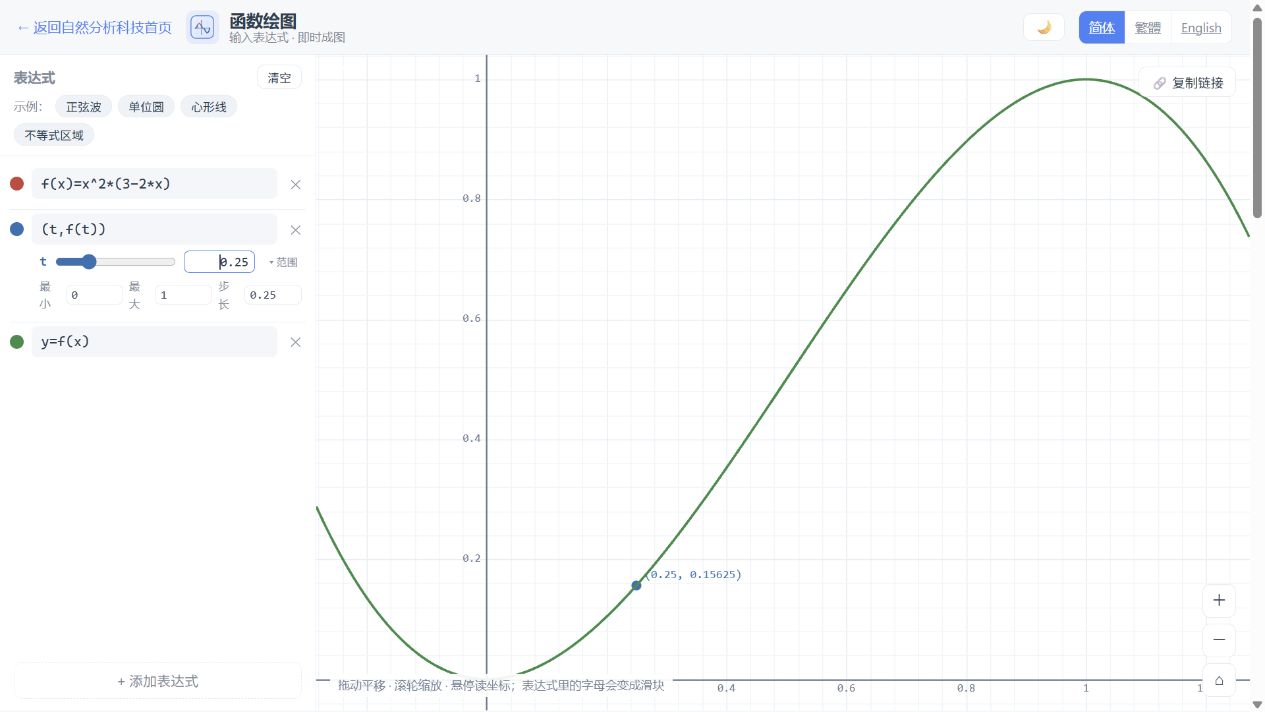 ← 返回自然分析科技首页
函数绘图
输入表达式 · 即时成图
🌙
简体 繁體 English
表达式 清空
示例: 正弦波 单位圆 心形线
不等式区域
f(x)=x^2*(3-2*x) ×
(t,f(t)) ×
t 0.25 ▾范围
最小 0 最大 1 步长 0.25
y=f(x) ×
+ 添加表达式
🔗 复制链接
1
0.8
0.6
0.4
0.2
(0.25, 0.15625)
+
−
⌂
拖动平移 · 滚轮缩放 · 悬停读坐标；表达式里的字母会变成滑块
0.4 0.6 0.8 1